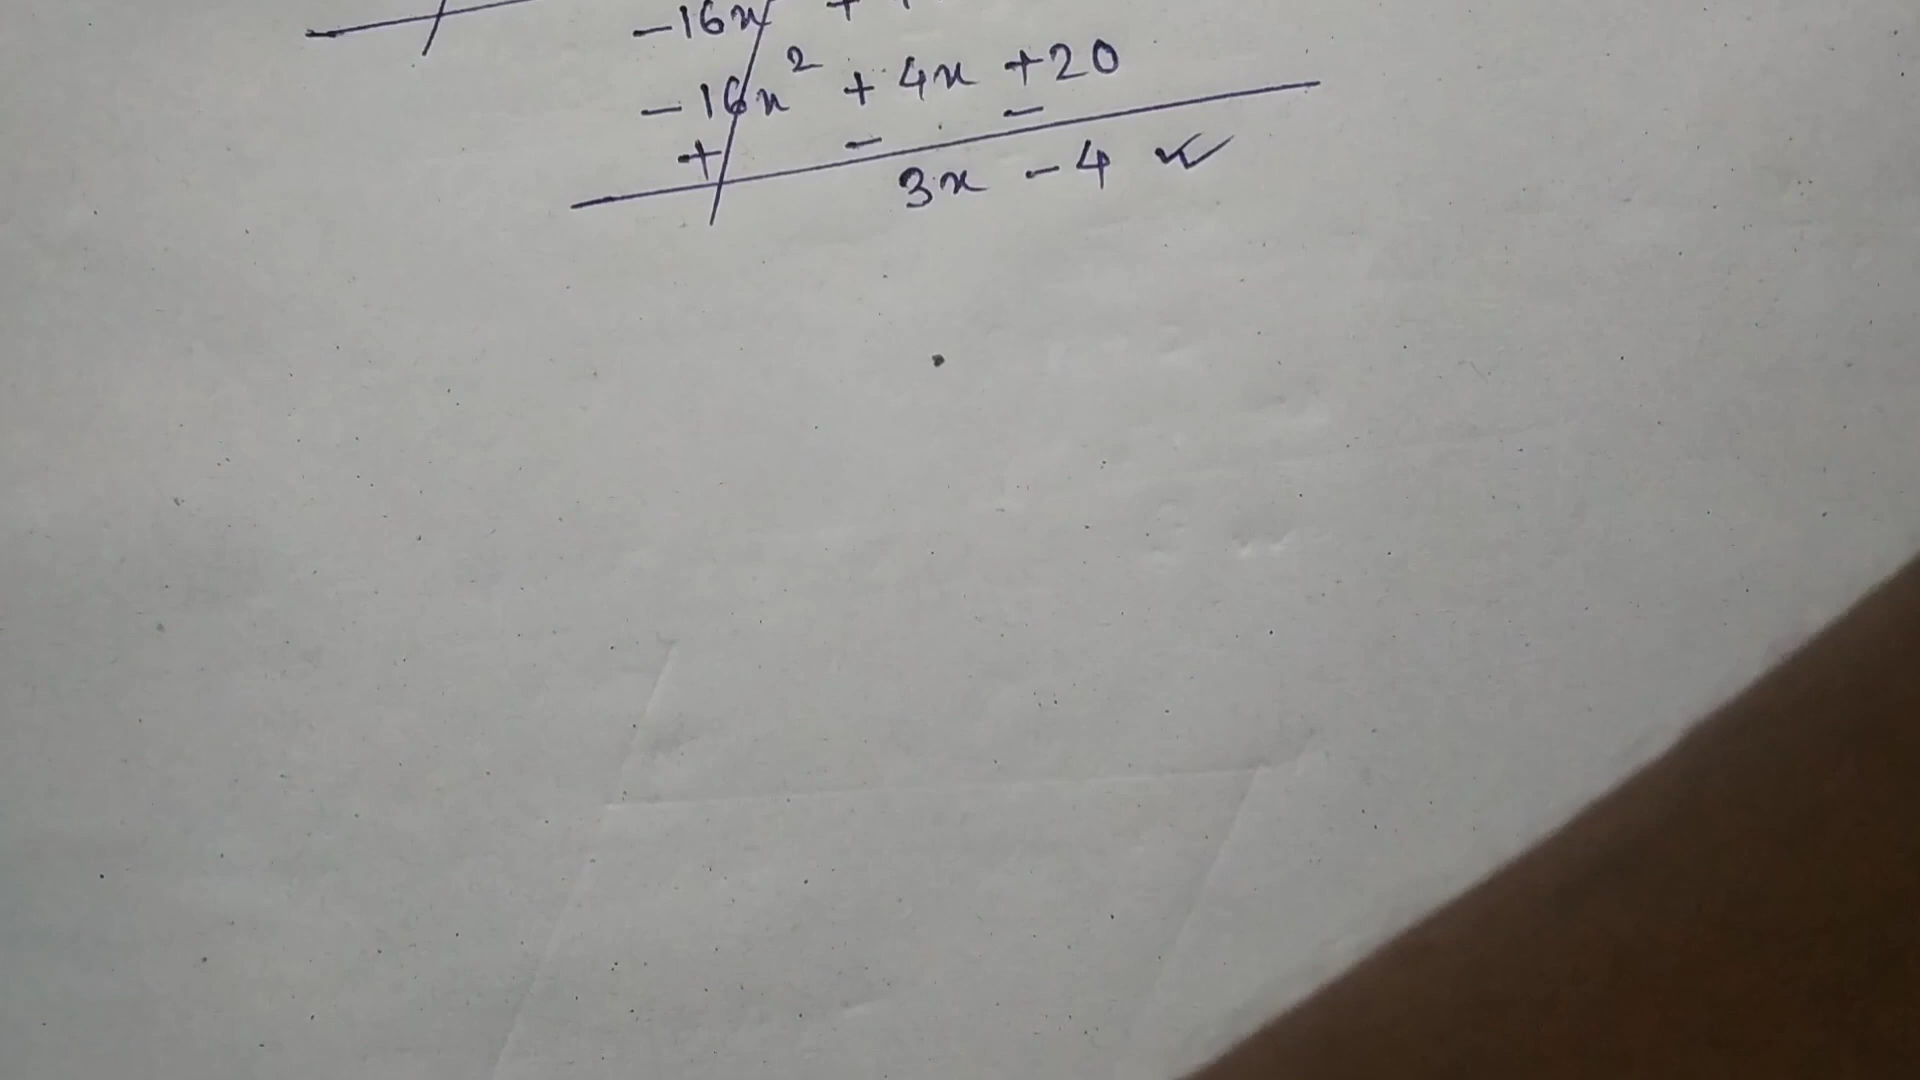 -16x +
-16x² + 4x + 20
+ - -
3x - 4 ✓